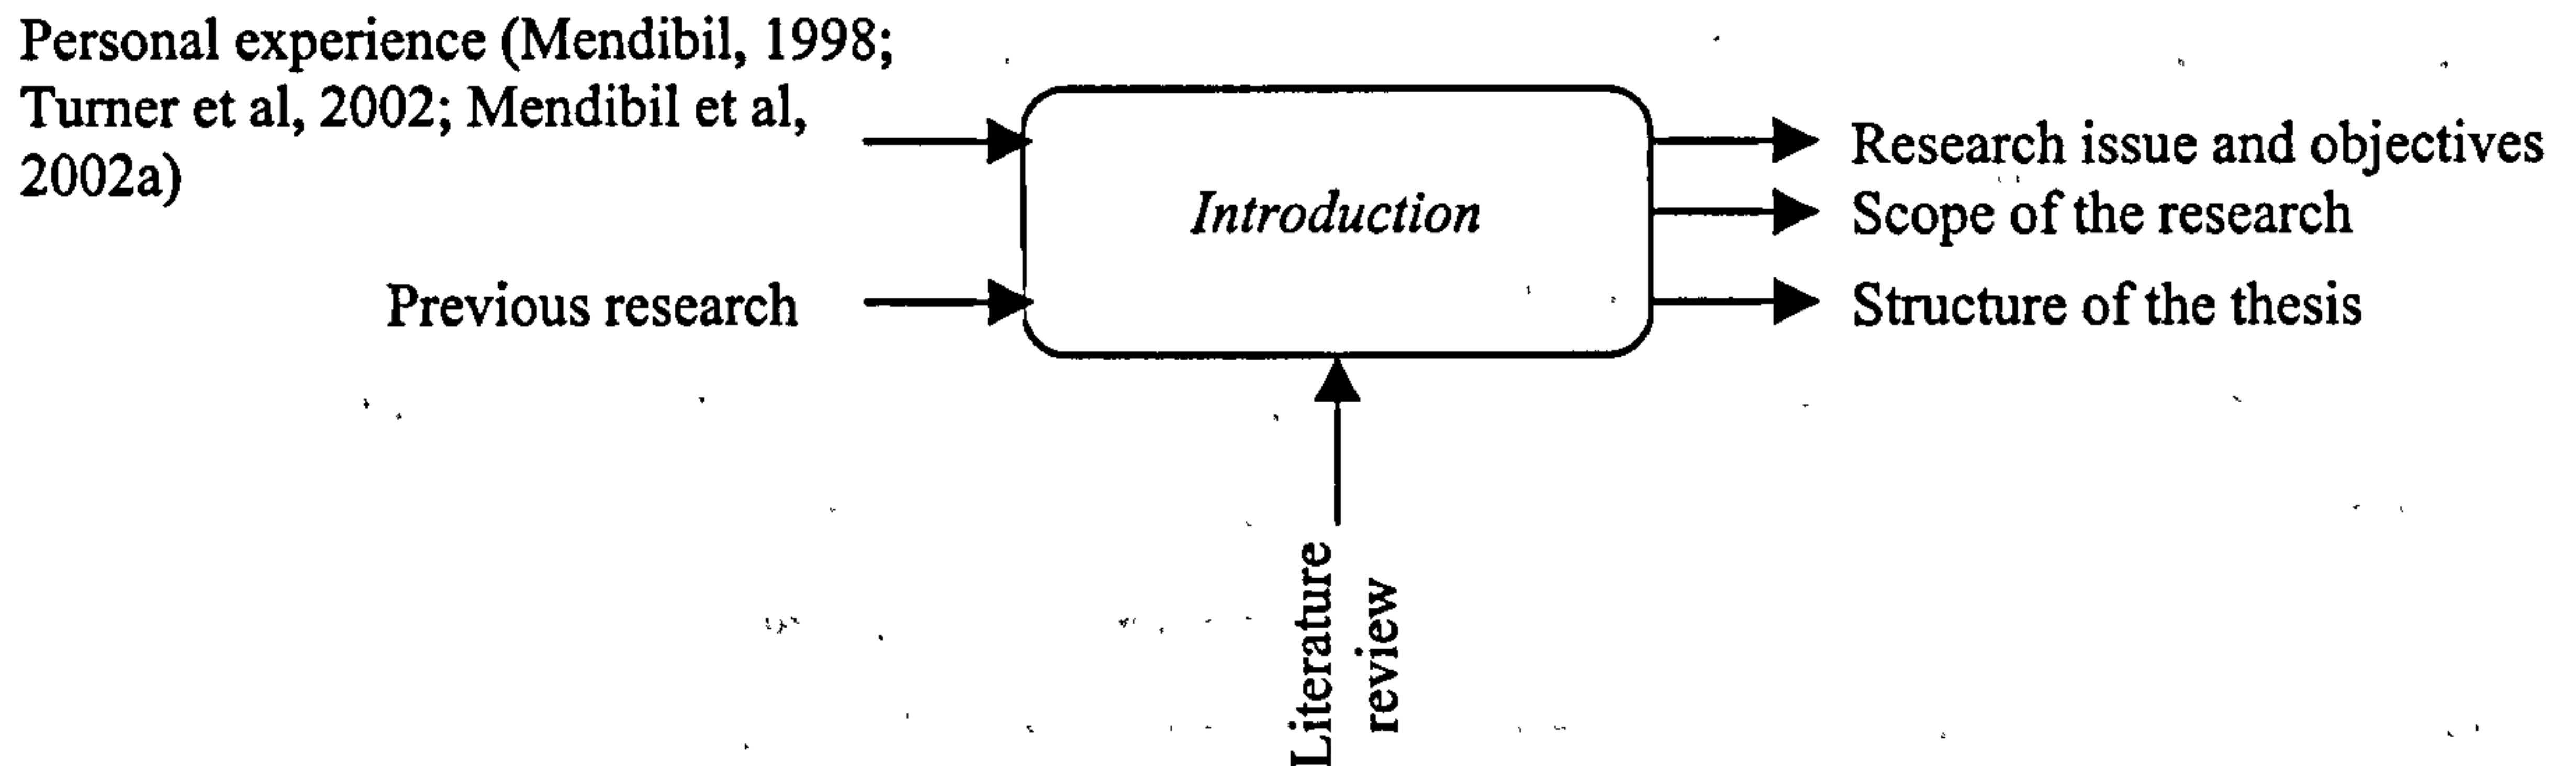 Personal experience (Mendibil, 1998;
Turner et al, 2002; Mendibil et al,
2002a)
Previous research
Introduction
Research issue and objectives
Scope of the research
Structure of the thesis
Literature
review